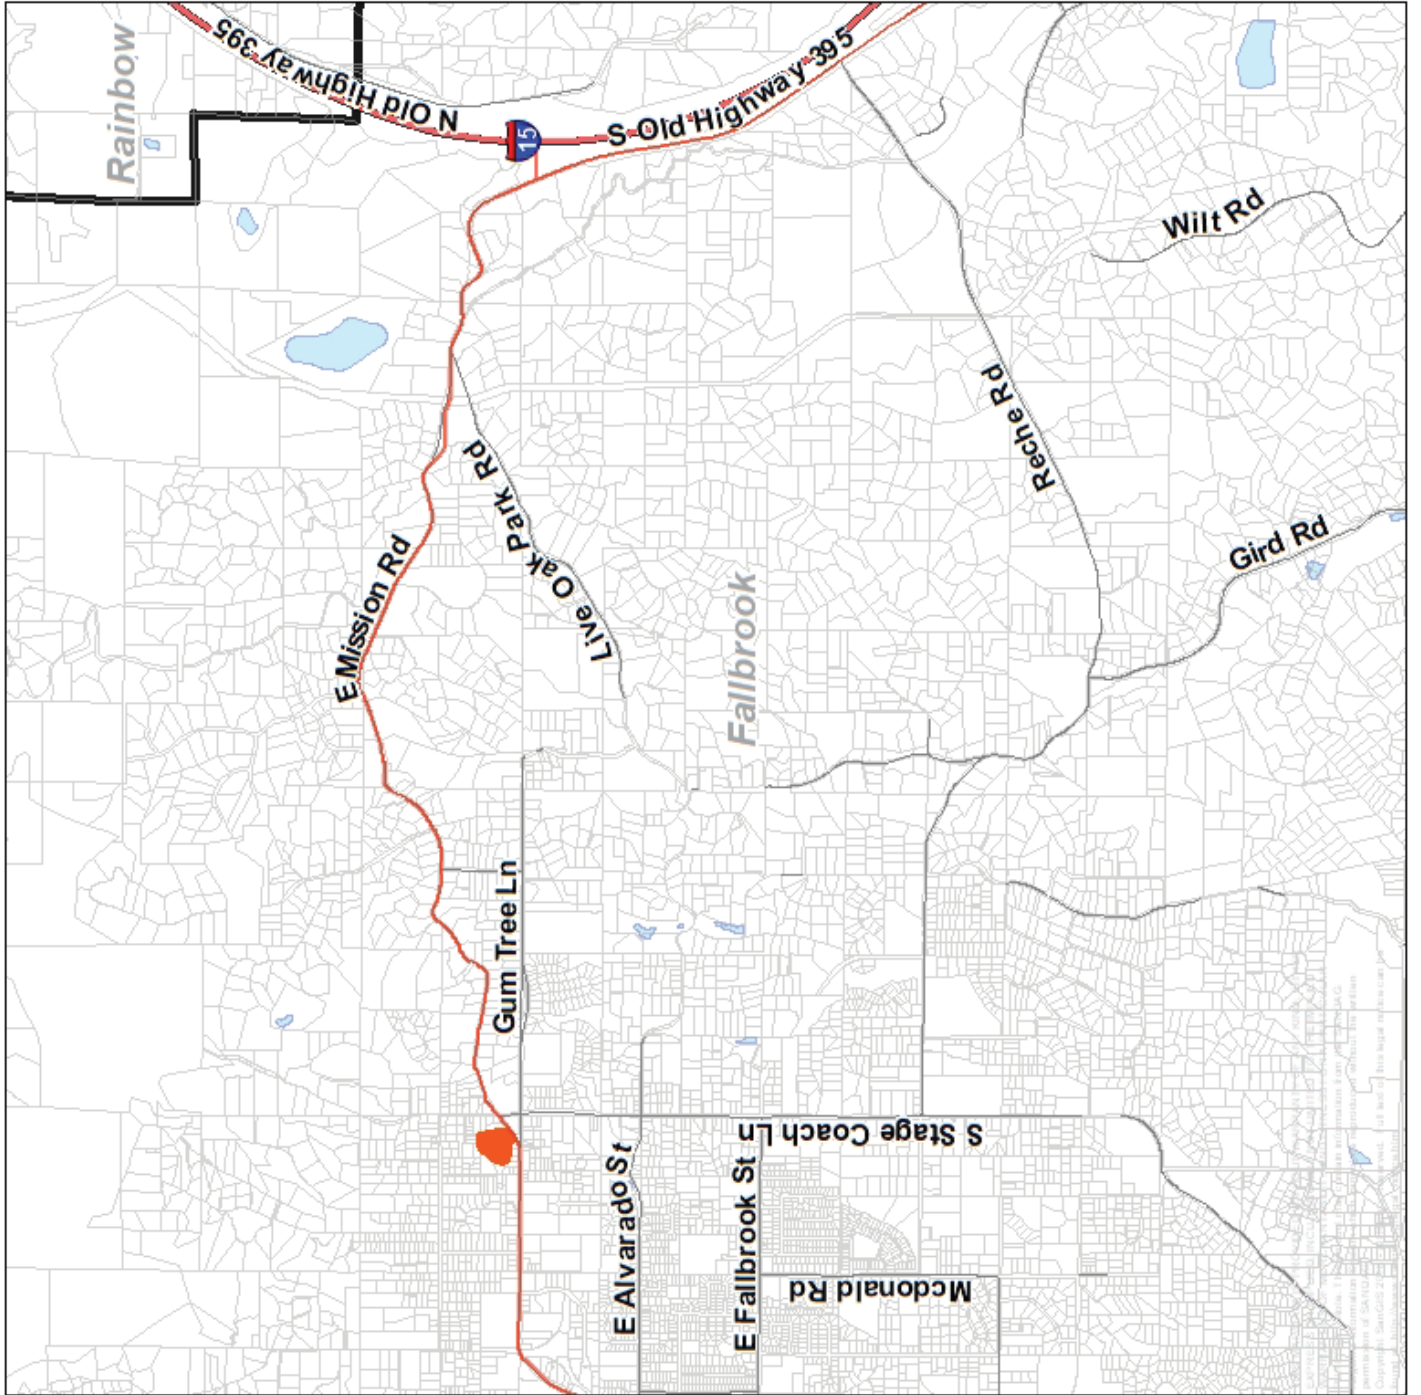 Rainbow
N Old Highway 395
15
S Old Highway 395
Wilt Rd
Reche Rd
Gird Rd
Live Oak Park Rd
E Mission Rd
Fallbrook
Gum Tree Ln
S Stage Coach Ln
E Alvarado St
E Fallbrook St
Mcdonald Rd